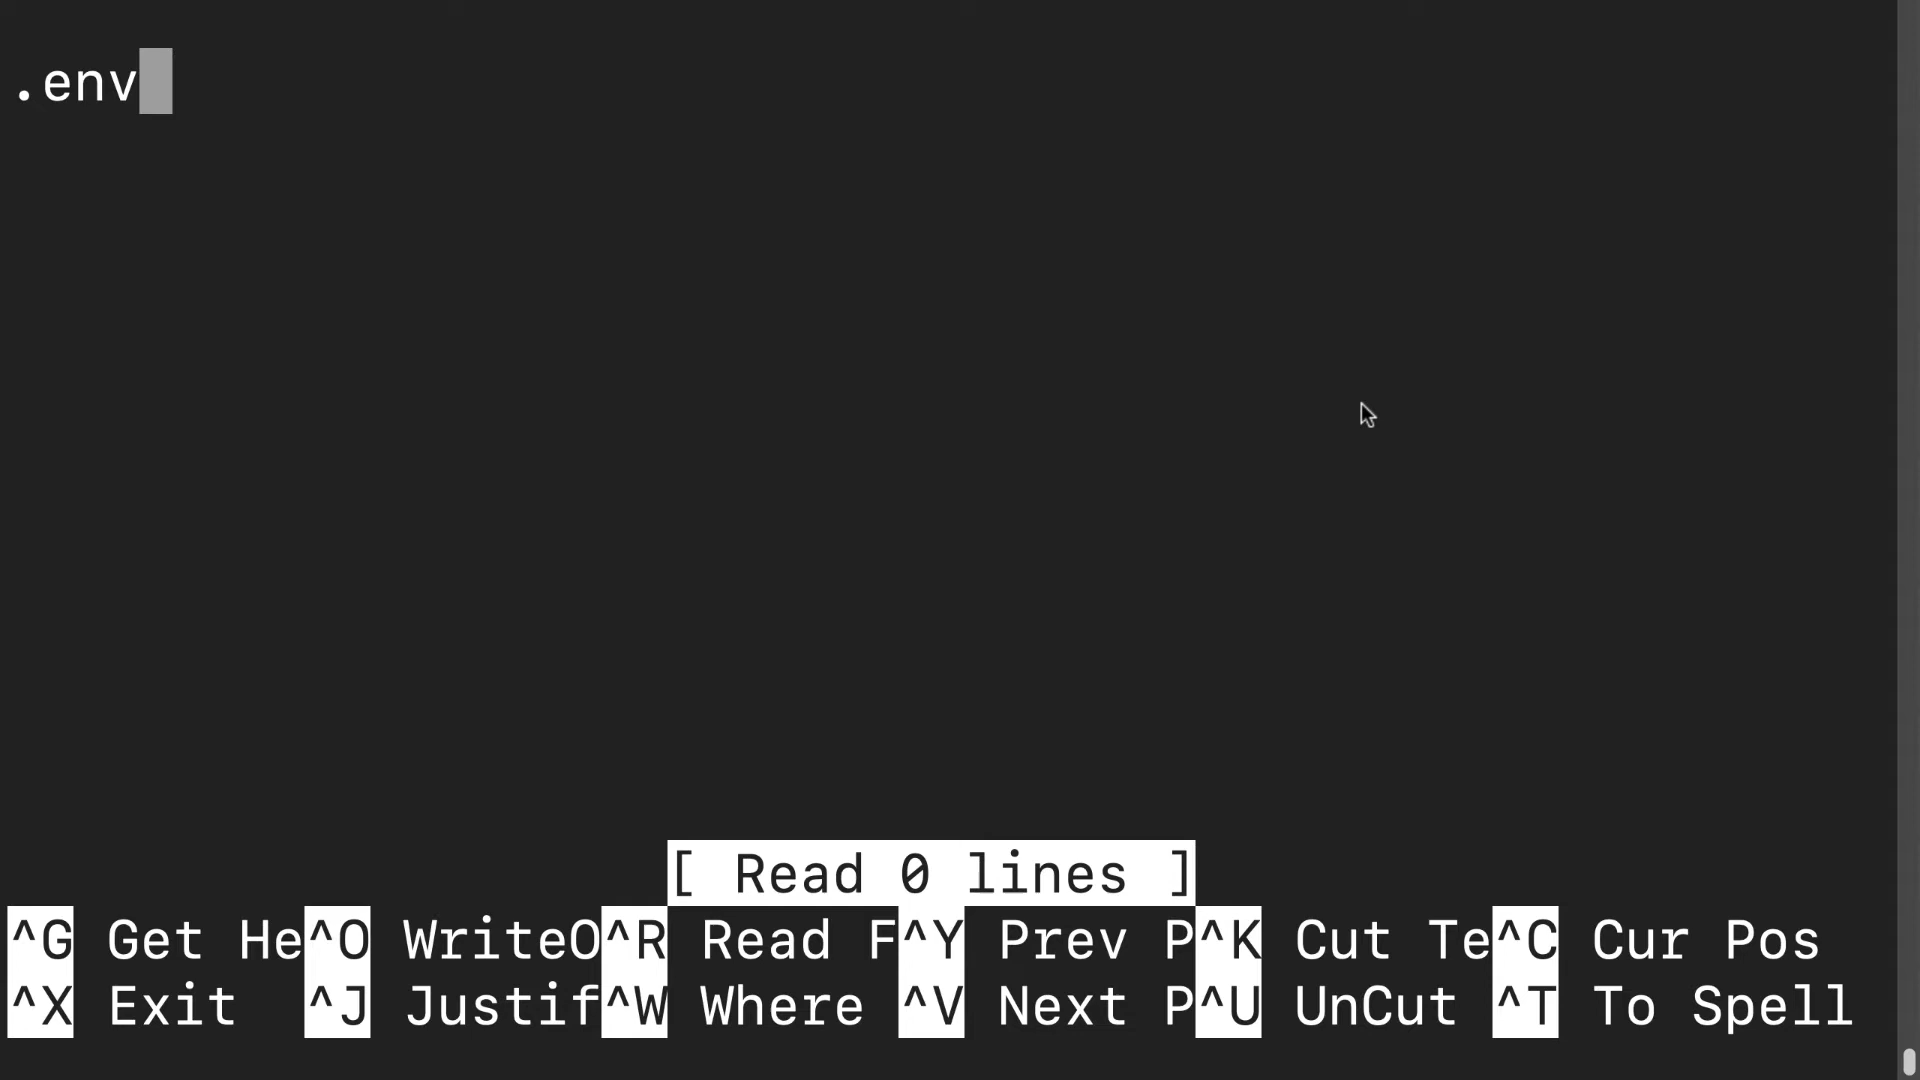 .env
[ Read 0 lines ]
^G Get He^O WriteO^R Read F^Y Prev P^K Cut Te^C Cur Pos
^X Exit ^J Justif^W Where ^V Next P^U UnCut ^T To Spell